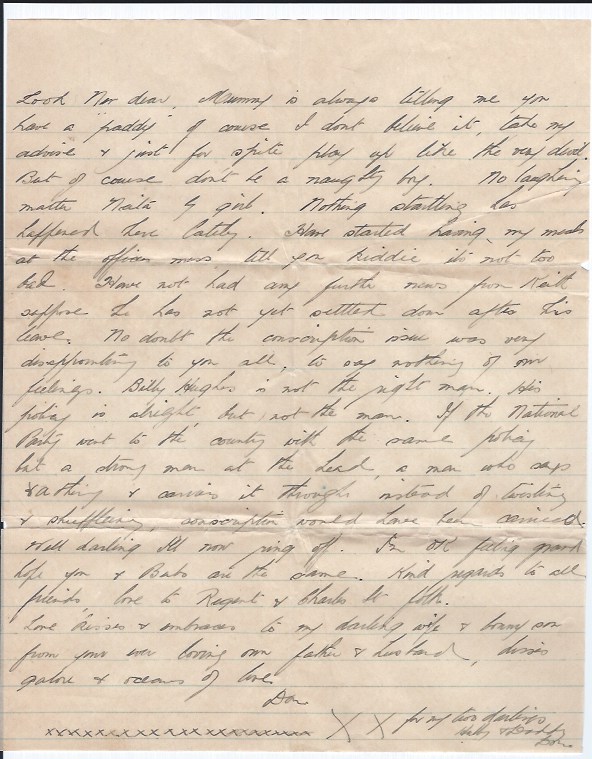 Look Nor dear, Mummy is always telling me you
have a "paddy" of course I dont believe it, take my
advise & just for spite play up like the very devil.
But of course dont be a naughty boy. No laughing
matter Naita girl. Nothing startling has
happened here lately. Have started having my meals
at the officers mess tell you kiddie its not too
bad. Have not had any further news from Keith
suppose he has not yet settled down after his
leave. No doubt the conscription issue was very
disappointing to you all, to say nothing of our
feelings. Billy Hughes is not the right man. His
policy is alright, but not the man. If the National
Party went to the country with the same policy
but a strong man at the head, a man who says
a thing & carries it through instead of twisting
& shuffleing, conscription would have been carried.
Well darling Ill now ring off. Im OK feeling grand
hope you & Babs are the same. Kind regards to all
friends, love to Regent & Charles St folk.
Love kisses & embraces to my darling wife & bonny son
from your ever loving own father & husband, kisses
galore & oceans of love
Don
xxxxxxxxxxxxxxxxxxxxxx X X for my two darlings
Hubby & Daddy
Don